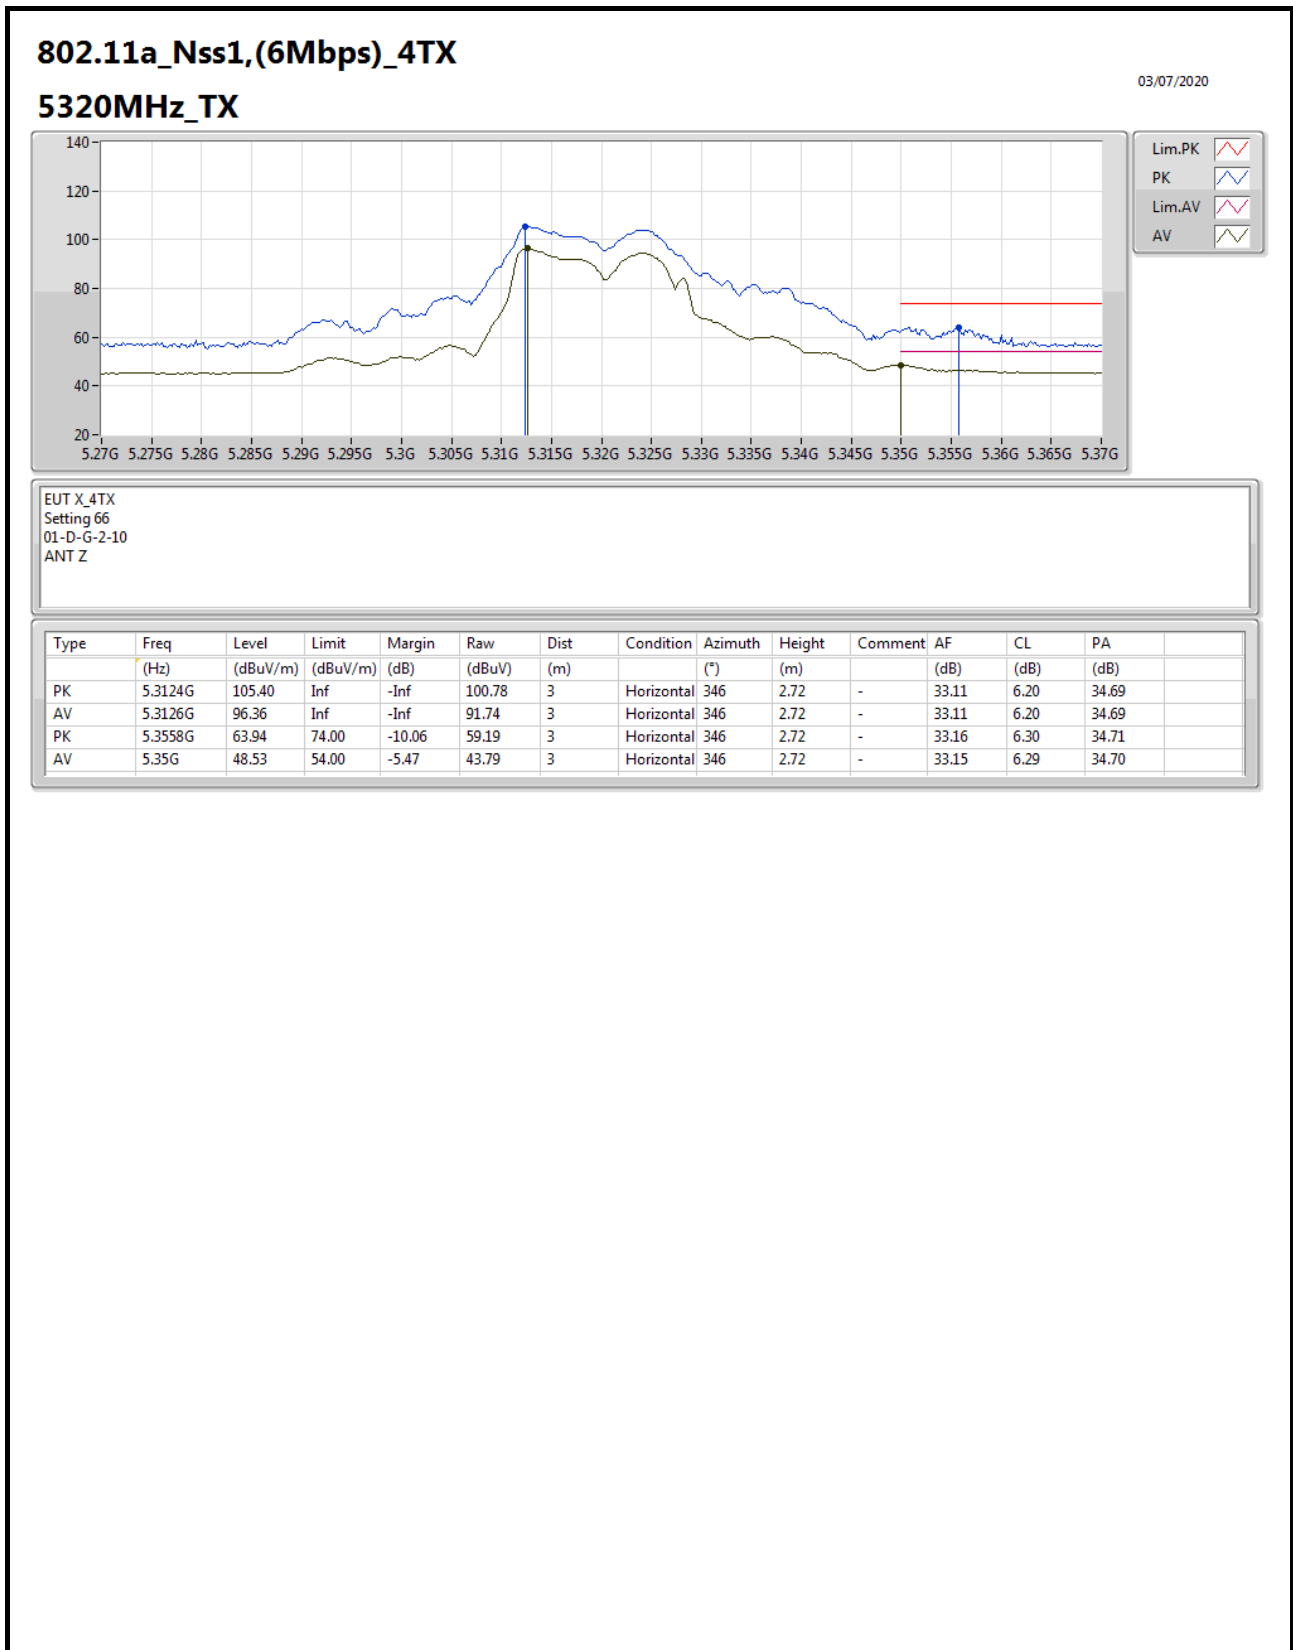 802.11a_Nss1,(6Mbps)_4TX
03/07/2020
5320MHz_TX
140
120
100
80
60
40
20
5.27G 5.275G 5.28G 5.285G 5.29G 5.295G 5.3G 5.305G 5.31G 5.315G 5.32G 5.325G 5.33G 5.335G 5.34G 5.345G 5.35G 5.355G 5.36G 5.365G 5.37G
Lim.PK
PK
Lim.AV
AV
EUT X_4TX
Setting 66
01-D-G-2-10
ANT Z
Type Freq Level Limit Margin Raw Dist Condition Azimuth Height Comment AF CL PA
(Hz) (dBuV/m) (dBuV/m) (dB) (dBuV) (m) (°) (m) (dB) (dB) (dB)
PK 5.3124G 105.40 Inf -Inf 100.78 3 Horizontal 346 2.72 - 33.11 6.20 34.69
AV 5.3126G 96.36 Inf -Inf 91.74 3 Horizontal 346 2.72 - 33.11 6.20 34.69
PK 5.3558G 63.94 74.00 -10.06 59.19 3 Horizontal 346 2.72 - 33.16 6.30 34.71
AV 5.35G 48.53 54.00 -5.47 43.79 3 Horizontal 346 2.72 - 33.15 6.29 34.70